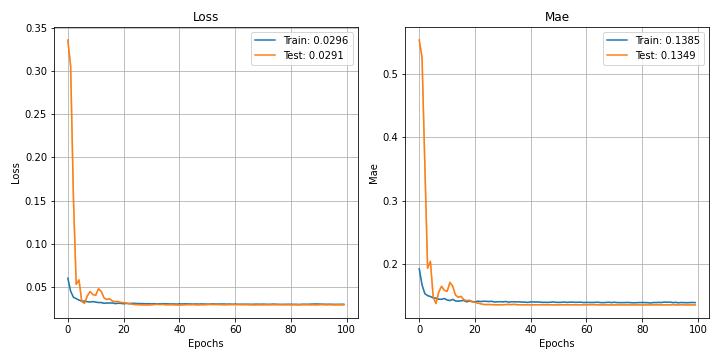 Loss
0.35
0.30
0.25
0.20
0.15
0.10
0.05
Loss
Train: 0.0296
Test: 0.0291
0 20 40 60 80 100
Epochs
Mae
0.5
0.4
0.3
0.2
Mae
Train: 0.1385
Test: 0.1349
0 20 40 60 80 100
Epochs